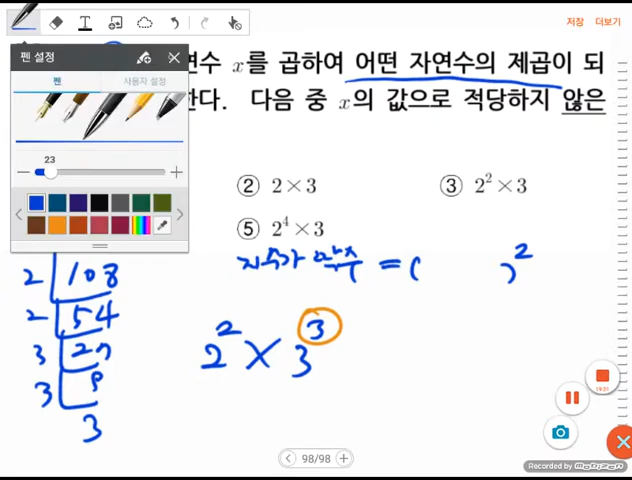 저장 더보기
펜 설정
연수 x를 곱하여 어떤 자연수의 제곱이 되
펜 사용자 설정
한다. 다음 중 x의 값으로 적당하지 않은
23
② 2×3 ③ 2²×3
⑤ 2⁴×3
지수가 짝수 = ( )²
2 108
2 54
3 27
3 9
3
2² × 3³
19:31
98/98
Recorded by Mobizen